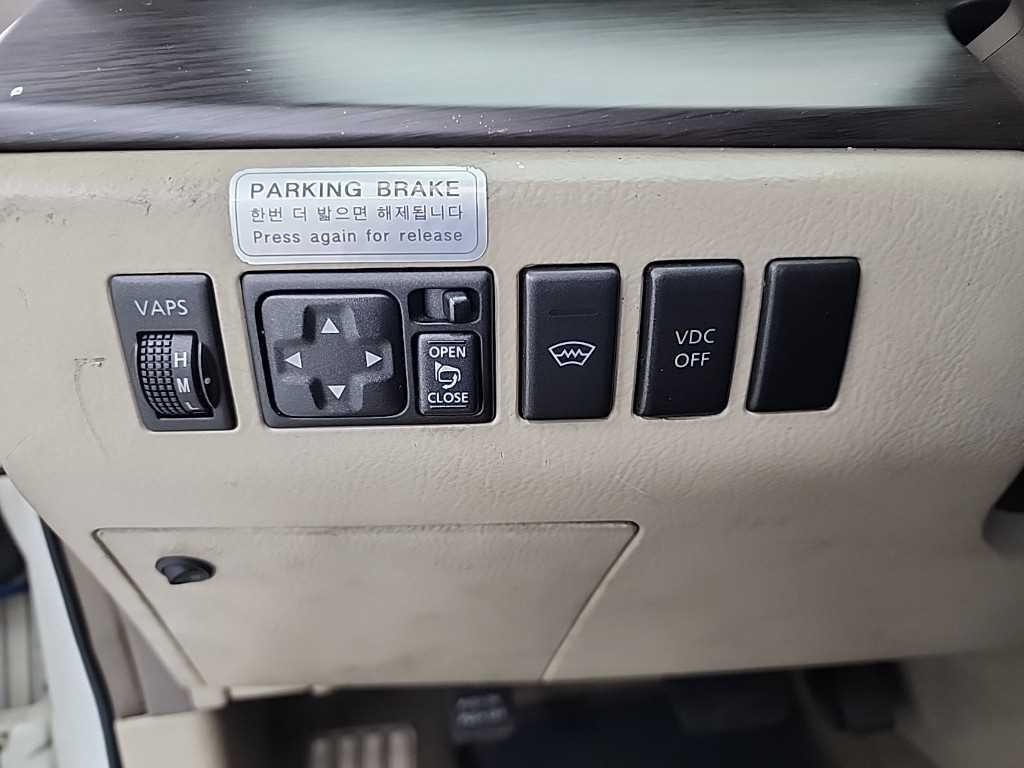 PARKING BRAKE
한번 더 밟으면 해제됩니다
Press again for release
VAPS
H
M
L
OPEN
CLOSE
VDC
OFF